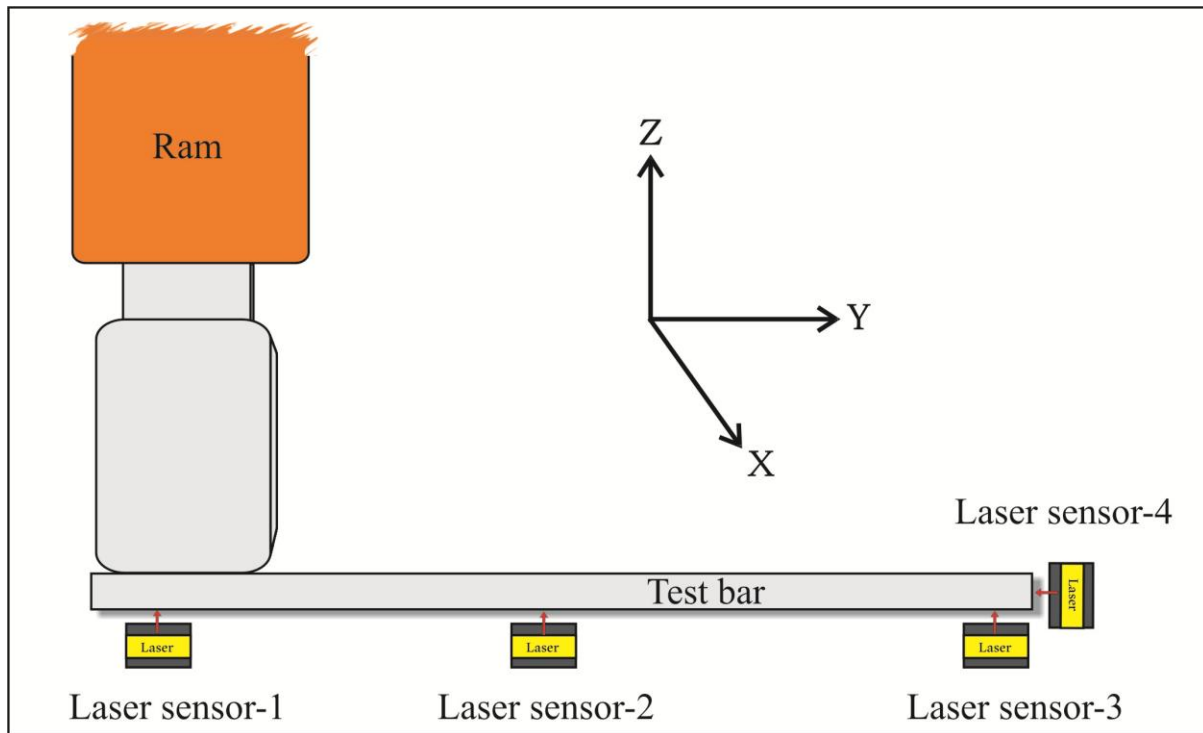 Ram
Z
Y
X
Laser sensor-4
Laser
Test bar
Laser
Laser
Laser
Laser sensor-1
Laser sensor-2
Laser sensor-3